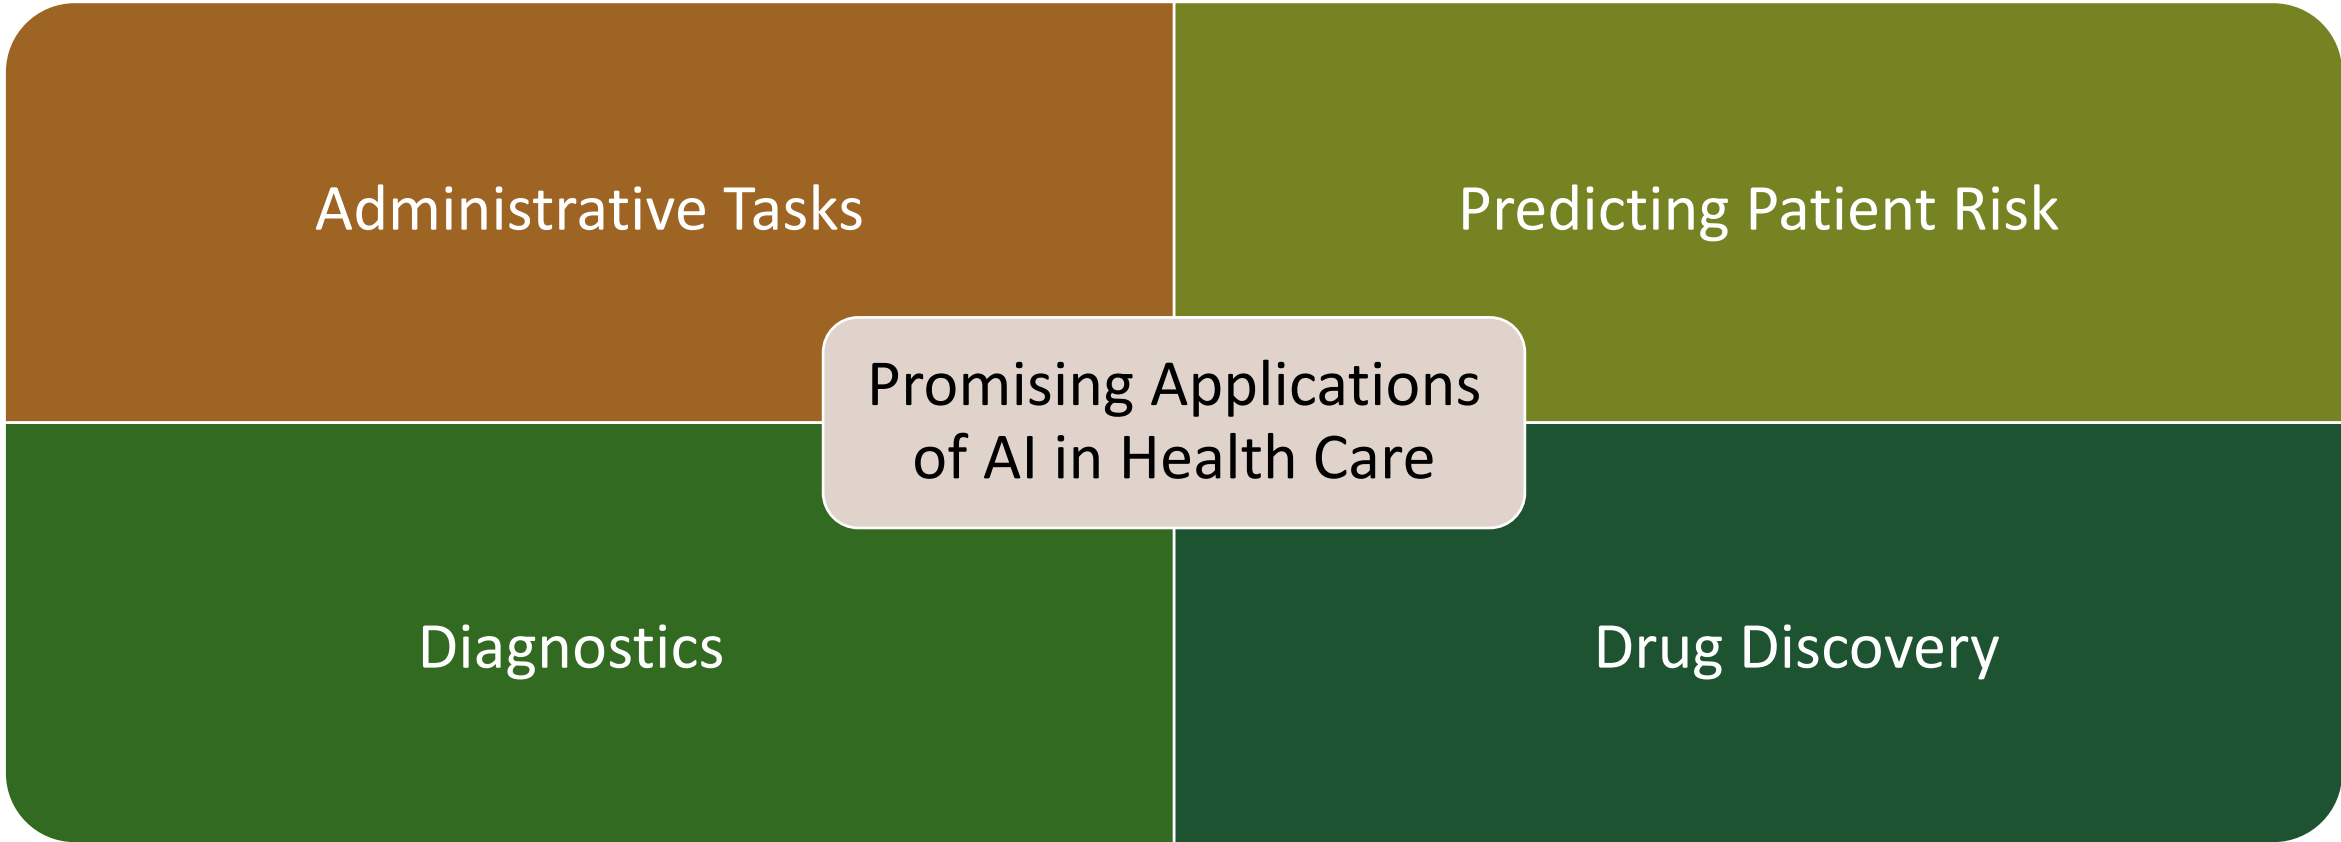 Administrative Tasks
Predicting Patient Risk
Promising Applications
of AI in Health Care
Diagnostics
Drug Discovery